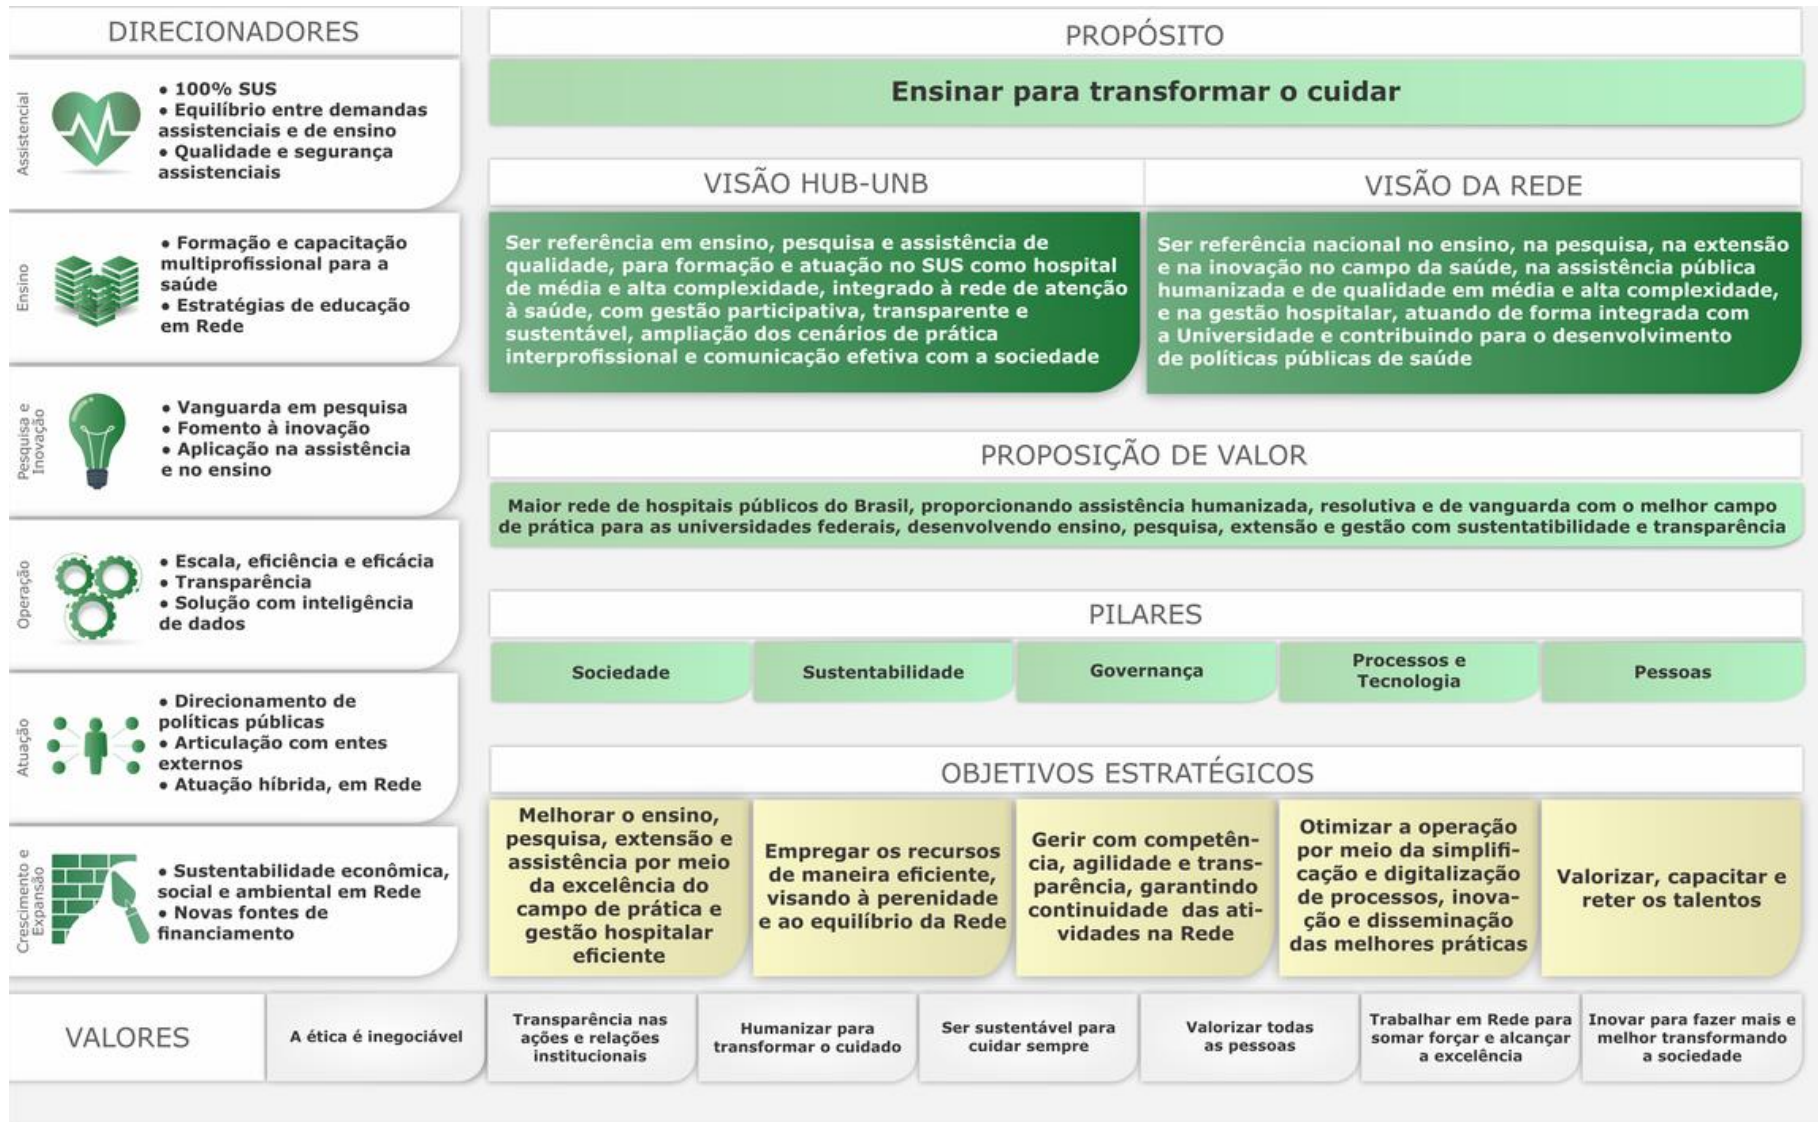 DIRECIONADORES
Assistencial
• 100% SUS
• Equilíbrio entre demandas
assistenciais e de ensino
• Qualidade e segurança
assistenciais
Ensino
• Formação e capacitação
multiprofissional para a
saúde
• Estratégias de educação
em Rede
Pesquisa e
Inovação
• Vanguarda em pesquisa
• Fomento à inovação
• Aplicação na assistência
e no ensino
Operação
• Escala, eficiência e eficácia
• Transparência
• Solução com inteligência
de dados
Atuação
• Direcionamento de
políticas públicas
• Articulação com entes
externos
• Atuação híbrida, em Rede
Crescimento e
Expansão
• Sustentabilidade econômica,
social e ambiental em Rede
• Novas fontes de
financiamento
PROPÓSITO
Ensinar para transformar o cuidar
VISÃO HUB-UNB
Ser referência em ensino, pesquisa e assistência de
qualidade, para formação e atuação no SUS como hospital
de média e alta complexidade, integrado à rede de atenção
à saúde, com gestão participativa, transparente e
sustentável, ampliação dos cenários de prática
interprofissional e comunicação efetiva com a sociedade
VISÃO DA REDE
Ser referência nacional no ensino, na pesquisa, na extensão
e na inovação no campo da saúde, na assistência pública
humanizada e de qualidade em média e alta complexidade,
e na gestão hospitalar, atuando de forma integrada com
a Universidade e contribuindo para o desenvolvimento
de políticas públicas de saúde
PROPOSIÇÃO DE VALOR
Maior rede de hospitais públicos do Brasil, proporcionando assistência humanizada, resolutiva e de vanguarda com o melhor campo
de prática para as universidades federais, desenvolvendo ensino, pesquisa, extensão e gestão com sustentatibilidade e transparência
PILARES
Sociedade
Sustentabilidade
Governança
Processos e
Tecnologia
Pessoas
OBJETIVOS ESTRATÉGICOS
Melhorar o ensino,
pesquisa, extensão e
assistência por meio
da excelência do
campo de prática e
gestão hospitalar
eficiente
Empregar os recursos
de maneira eficiente,
visando à perenidade
e ao equilíbrio da Rede
Gerir com competên-
cia, agilidade e trans-
parência, garantindo
continuidade das ati-
vidades na Rede
Otimizar a operação
por meio da simplifi-
cação e digitalização
de processos, inova-
ção e disseminação
das melhores práticas
Valorizar, capacitar e
reter os talentos
VALORES
A ética é inegociável
Transparência nas
ações e relações
institucionais
Humanizar para
transformar o cuidado
Ser sustentável para
cuidar sempre
Valorizar todas
as pessoas
Trabalhar em Rede para
somar forçar e alcançar
a excelência
Inovar para fazer mais e
melhor transformando
a sociedade